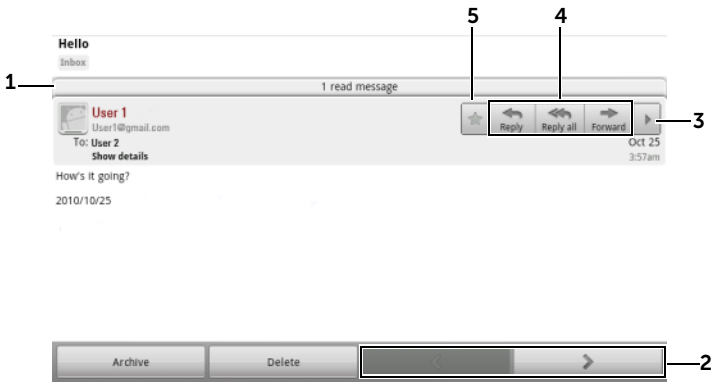 5 4
Hello
Inbox
1
1 read message
User 1
User1@gmail.com
Reply Reply all Forward
3
To: User 2
Oct 25
Show details
3:57am
How's it going?
2010/10/25
Archive Delete
2